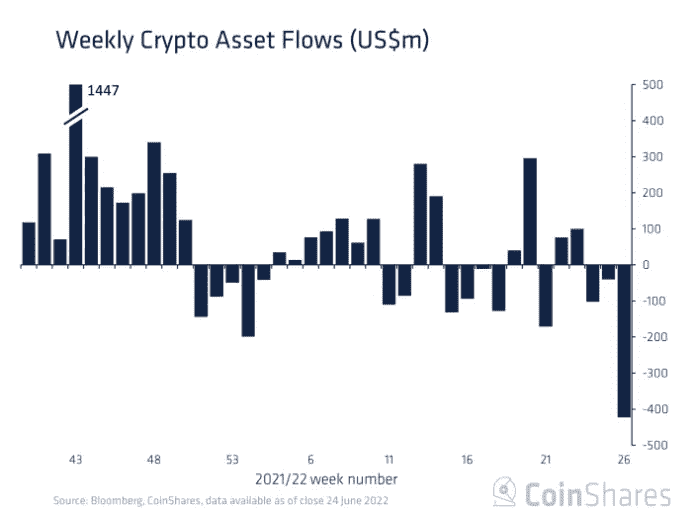 Weekly Crypto Asset Flows (US$m)
1447
500
400
300
200
100
0
-100
-200
-300
-400
-500
43 48 53 6 11 16 21 26
2021/22 week number
Source: Bloomberg, CoinShares, data available as of close 24 June 2022
CoinShares